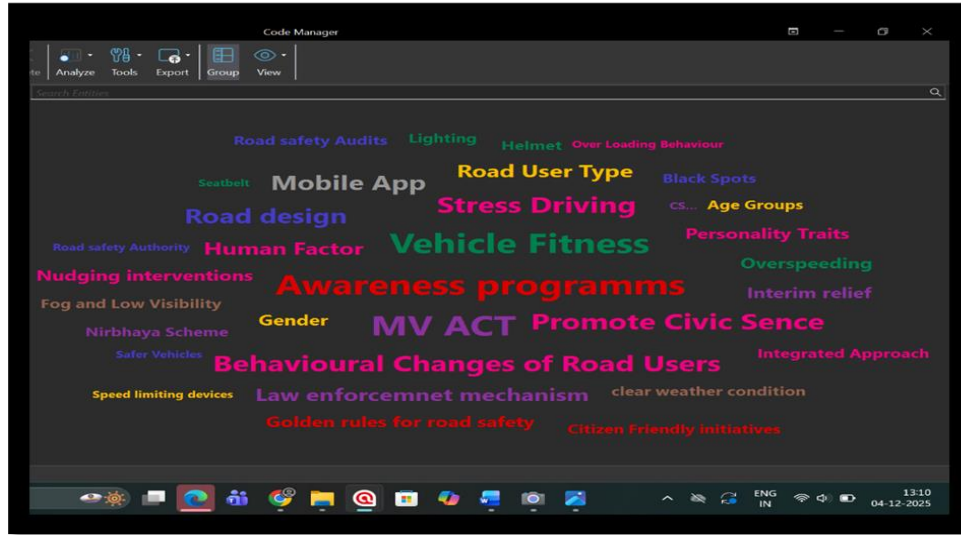 Code Manager
Analyze Tools Export Group View
Search Entities
Road safety Audits Lighting Helmet Over Loading Behaviour
Seatbelt Mobile App Road User Type Black Spots
Road design Stress Driving cs... Age Groups
Road safety Authority Human Factor Vehicle Fitness Personality Traits
Nudging interventions Awareness programms Overspeeding
Fog and Low Visibility Interim relief
Nirbhaya Scheme Gender MV ACT Promote Civic Sence
Safer Vehicles Behavioural Changes of Road Users Integrated Approach
Speed limiting devices Law enforcemnet mechanism clear weather condition
Golden rules for road safety Citizen Friendly initiatives
ENG 13:10
IN 04-12-2025